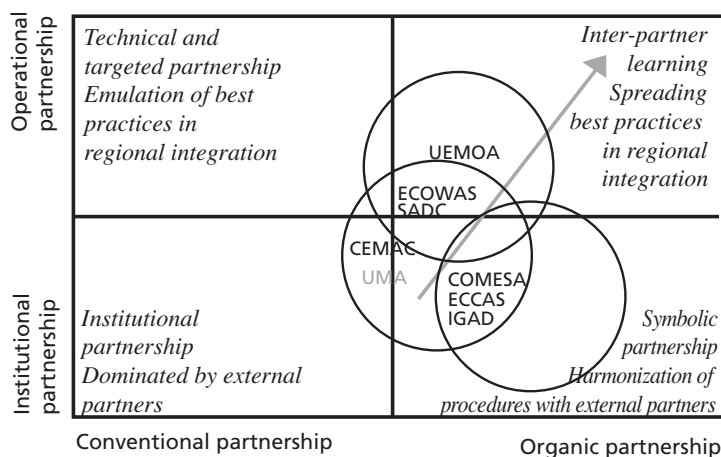 Operational
partnership
Technical and
targeted partnership
Emulation of best
practices in
regional integration
Inter-partner
learning
Spreading
best practices
in regional
integration
UEMOA
ECOWAS
SADC
CEMAC
UMA
COMESA
ECCAS
IGAD
Institutional
partnership
Institutional
partnership
Dominated by external
partners
Symbolic
partnership
Harmonization of
procedures with external partners
Conventional partnership
Organic partnership